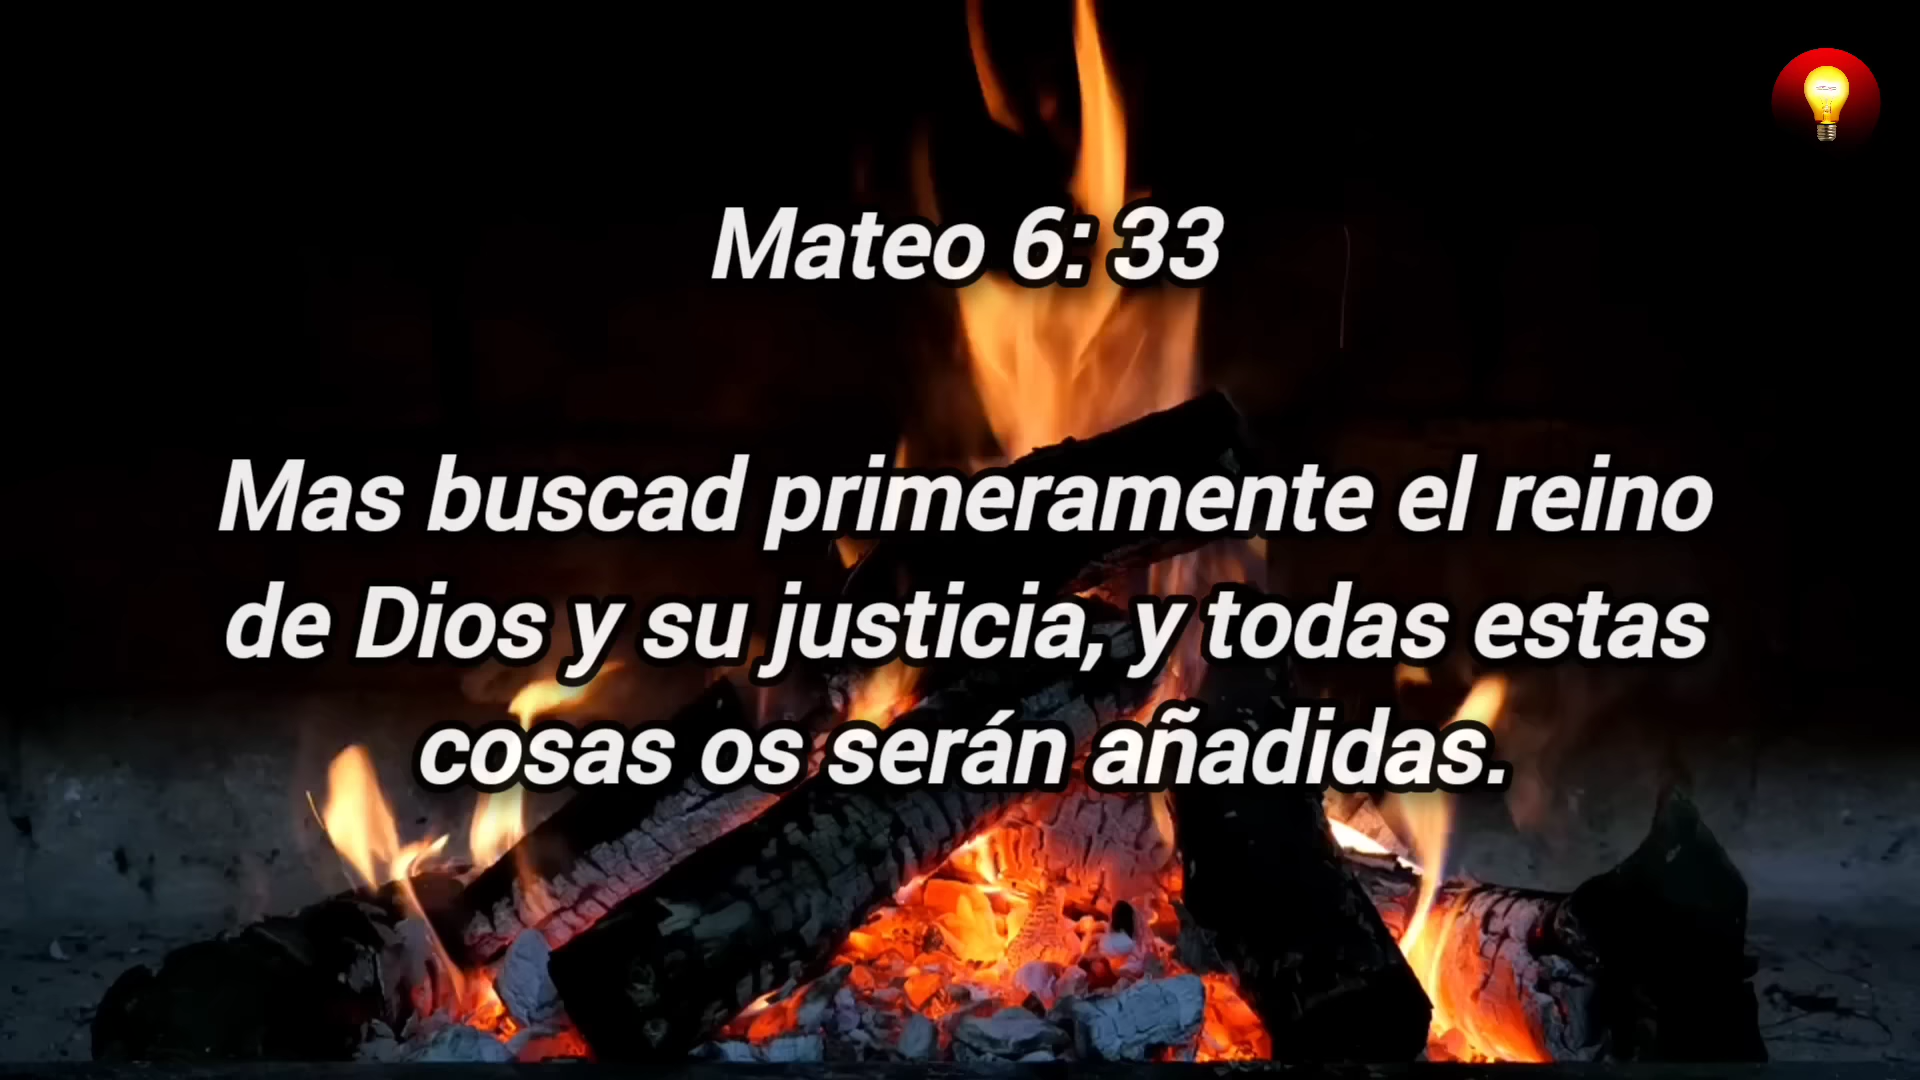 Mateo 6: 33
Mas buscad primeramente el reino
de Dios y su justicia, y todas estas
cosas os serán añadidas.